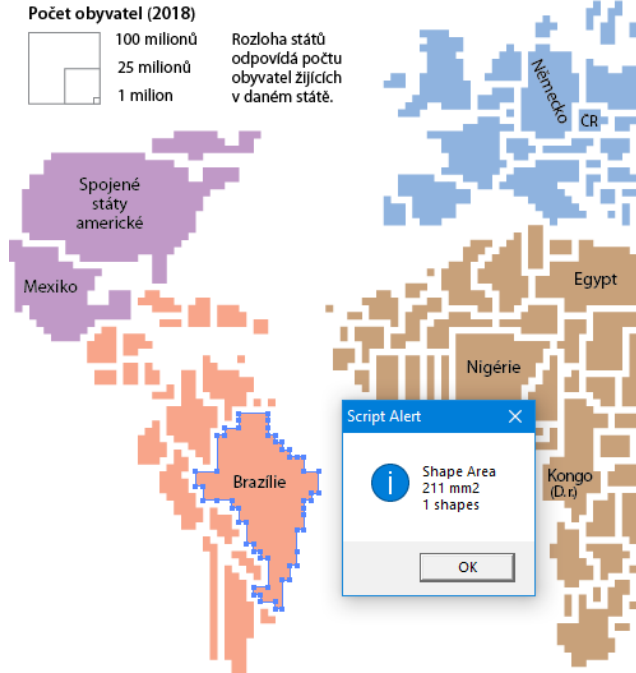 Počet obyvatel (2018)
100 milionů
25 milionů
1 milion
Rozloha států
odpovídá počtu
obyvatel žijících
v daném státě.
Německo
ČR
Spojené
státy
americké
Mexiko
Egypt
Nigérie
Brazílie
Kongo
(D. r.)
Script Alert
Shape Area
211 mm2
1 shapes
OK